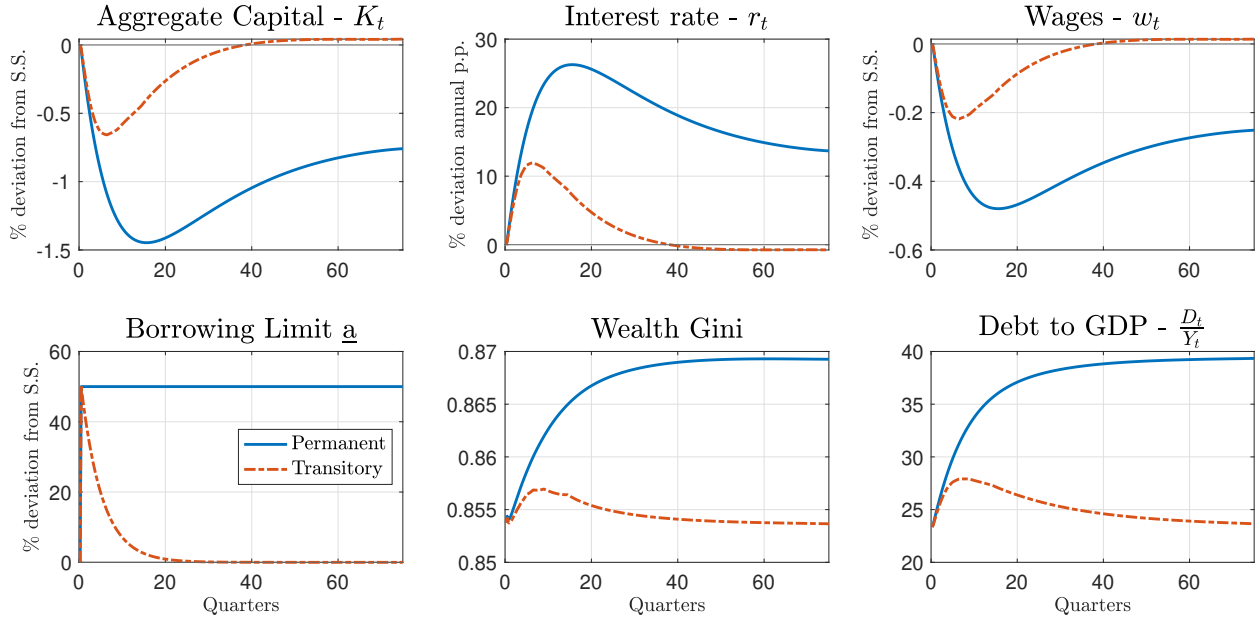 Aggregate Capital - K_t
% deviation from S.S.
0
-0.5
-1
-1.5
0 20 40 60
Interest rate - r_t
% deviation annual p.p.
30
20
10
0
0 20 40 60
Wages - w_t
% deviation from S.S.
0
-0.2
-0.4
-0.6
0 20 40 60
Borrowing Limit a
% deviation from S.S.
60
40
20
0
Permanent
Transitory
0 20 40 60
Quarters
Wealth Gini
0.87
0.865
0.86
0.855
0.85
0 20 40 60
Quarters
Debt to GDP - D_t/Y_t
40
35
30
25
20
0 20 40 60
Quarters